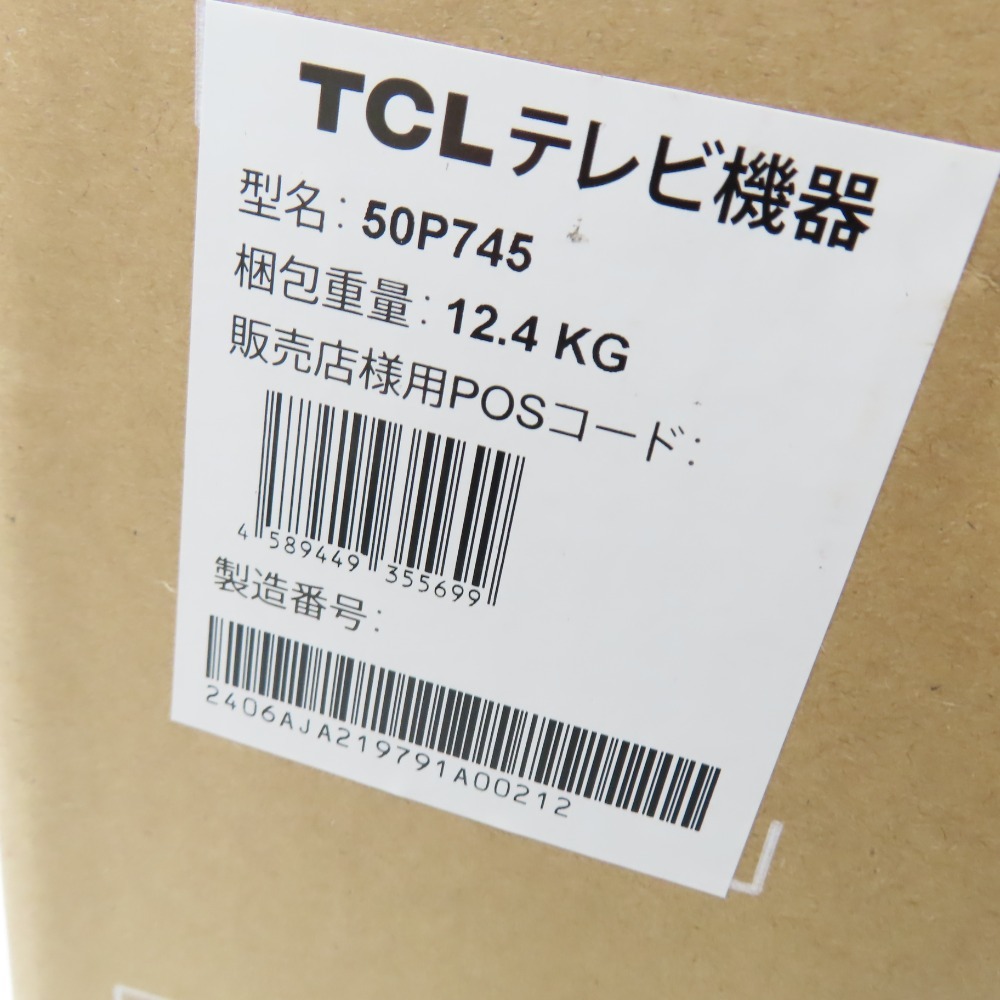 TCLテレビ機器
型名: 50P745
梱包重量: 12.4 KG
販売店様用POSコード:
4 589449 355699
製造番号:
2406AJA219791A00212